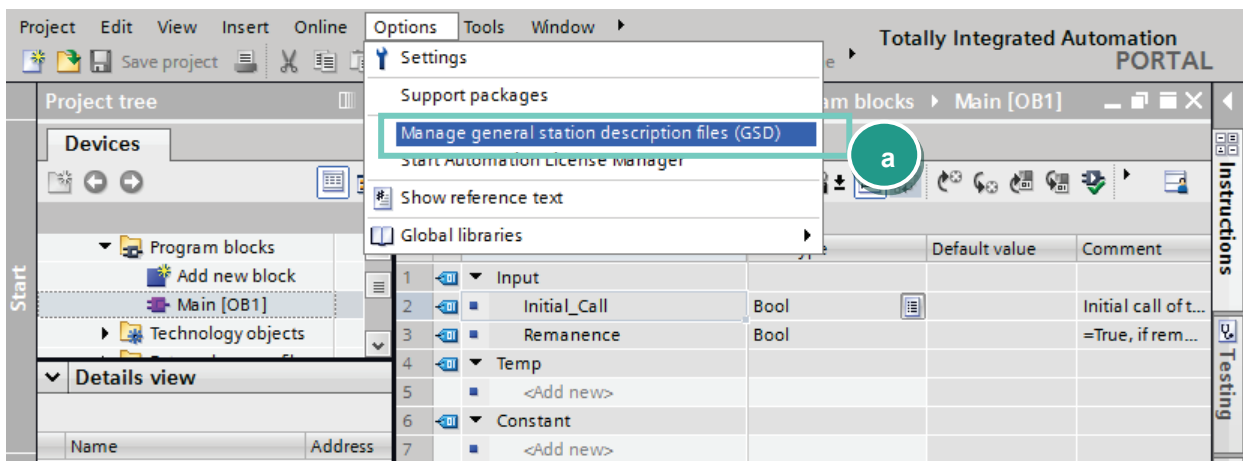 Project Edit View Insert Online Options Tools Window
Totally Integrated Automation
PORTAL
Save project
Settings
Support packages
Manage general station description files (GSD)
a
Start Automation License Manager
Show reference text
Global libraries
Project tree
am blocks Main [OB1]
Devices
Program blocks
Add new block
Main [OB1]
Technology objects
Details view
Name Address
Default value Comment
1 Input
2 Initial_Call Bool Initial call of t...
3 Remanence Bool =True, if rem...
4 Temp
5 <Add new>
6 Constant
7 <Add new>
Start
Instructions
Testing